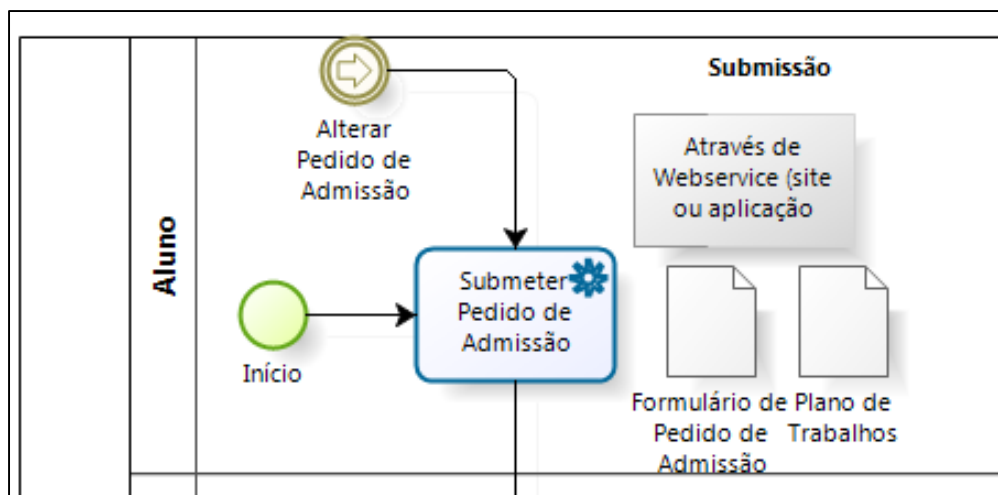 Aluno
Alterar
Pedido de
Admissão
Início
Submeter
Pedido de
Admissão
Submissão
Através de
Webservice (site
ou aplicação
Formulário de
Pedido de
Admissão
Plano de
Trabalhos